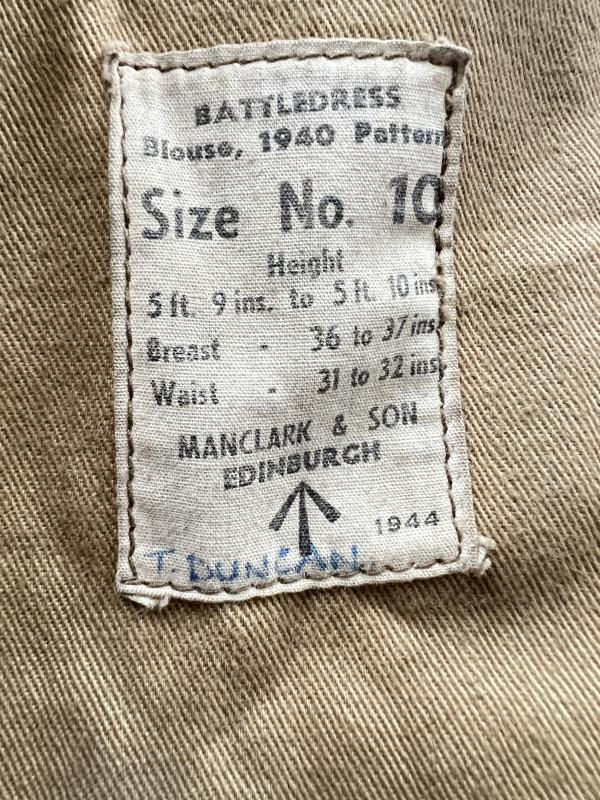 BATTLEDRESS
Blouse, 1940 Pattern
Size No. 10
Height
5 ft. 9 ins. to 5 ft. 10 ins.
Breast - 36 to 37 ins.
Waist - 31 to 32 ins.
MANCLARK & SON
EDINBURGH
1944
T. DUNCAN